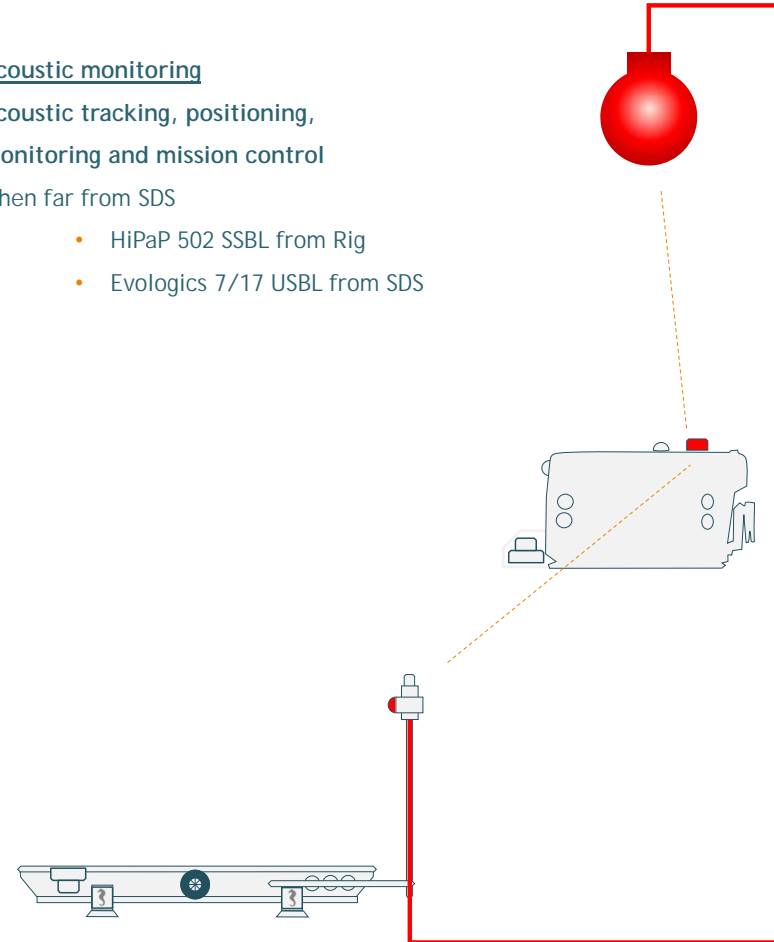 coustic monitoring
coustic tracking, positioning,
onitoring and mission control
hen far from SDS
• HiPaP 502 SSBL from Rig
• Evologics 7/17 USBL from SDS